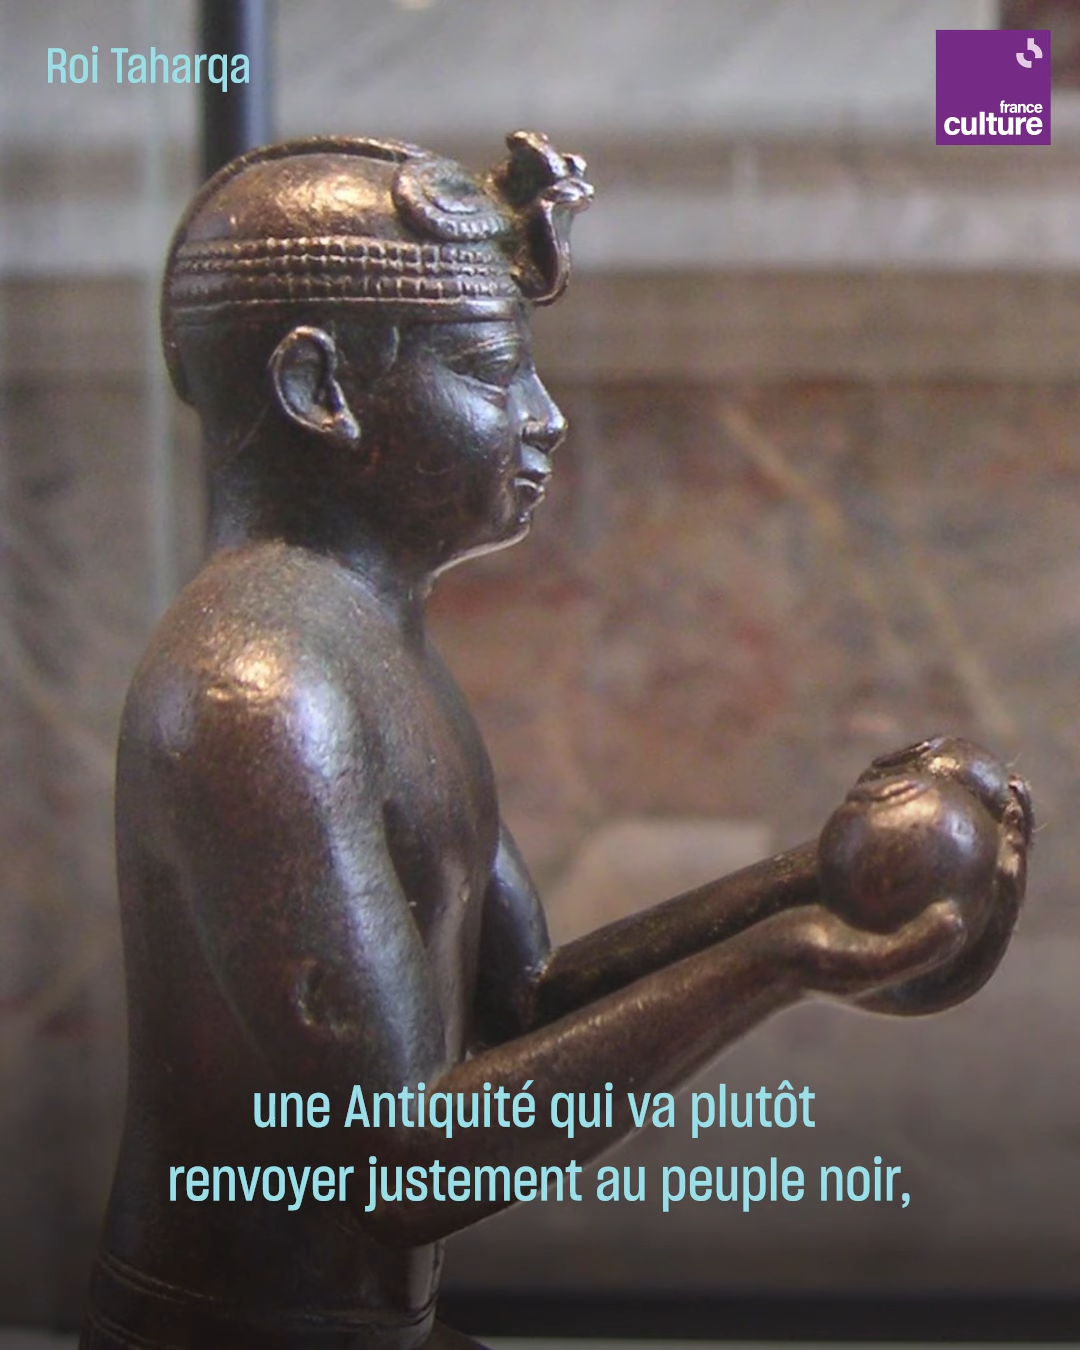 Roi Taharqa
france
culture
une Antiquité qui va plutôt
renvoyer justement au peuple noir,